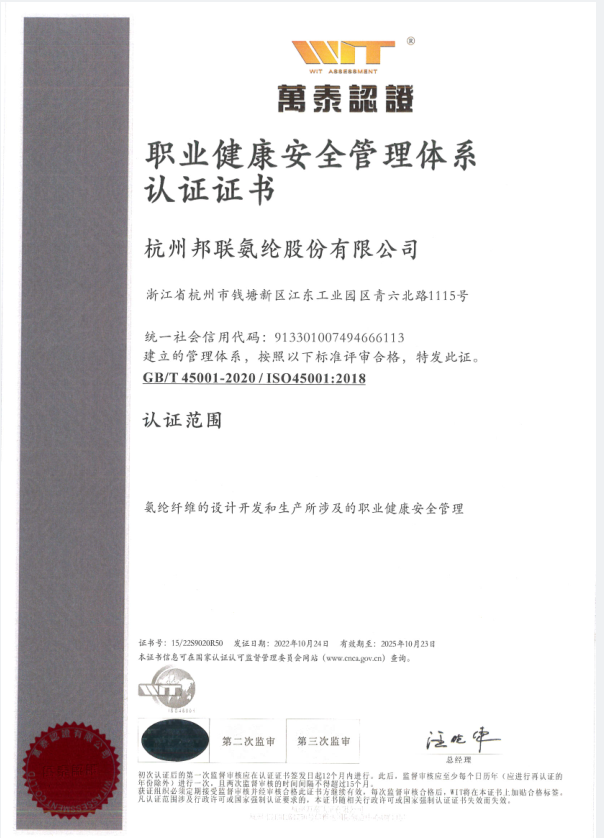 WIT ®
WIT ASSESSMENT
萬泰認證
职业健康安全管理体系
认证证书
杭州邦联氨纶股份有限公司
浙江省杭州市钱塘新区江东工业园区青六北路1115号
统一社会信用代码：913301007494666113
建立的管理体系，按照以下标准评审合格，特发此证。
GB/T 45001-2020 / ISO45001:2018
认证范围
氨纶纤维的设计开发和生产所涉及的职业健康安全管理
证书号：15/22S9020R50 发证日期：2022年10月24日 有效期至：2025年10月23日
本证书信息可在国家认证认可监督管理委员会网站（www.cnca.gov.cn）查询。
WIT
第二次监审 第三次监审
总经理
初次认证后的第一次监督审核应在认证证书签发日起12个月内进行。此后，监督审核应至少每个日历年（应进行再认证的
年份除外）进行一次，且两次监督审核的时间间隔不得超过15个月。
获证组织必须定期接受监督审核并经审核合格此证书方继续有效。每次监督审核合格后，WIT将在本证书上加贴合格标签。
凡认证范围涉及行政许可或国家强制认证要求的，本证书随相关行政许可或国家强制认证证书失效而失效。